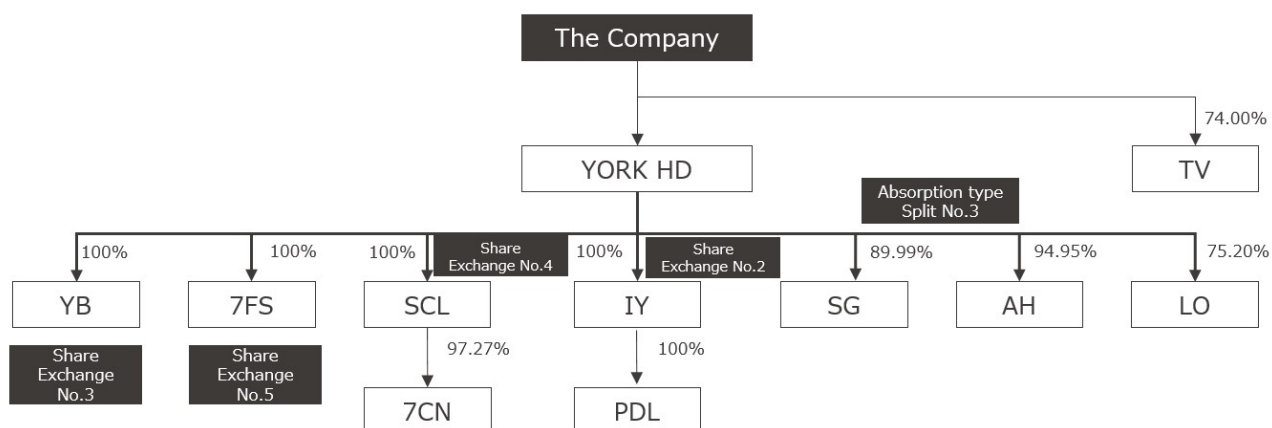 The Company
74.00%
YORK HD
TV
Absorption type
Split No.3
100%
100%
100%
Share
Exchange No.4
100%
Share
Exchange No.2
89.99%
94.95%
75.20%
YB
7FS
SCL
IY
SG
AH
LO
Share
Exchange
No.3
Share
Exchange
No.5
97.27%
100%
7CN
PDL